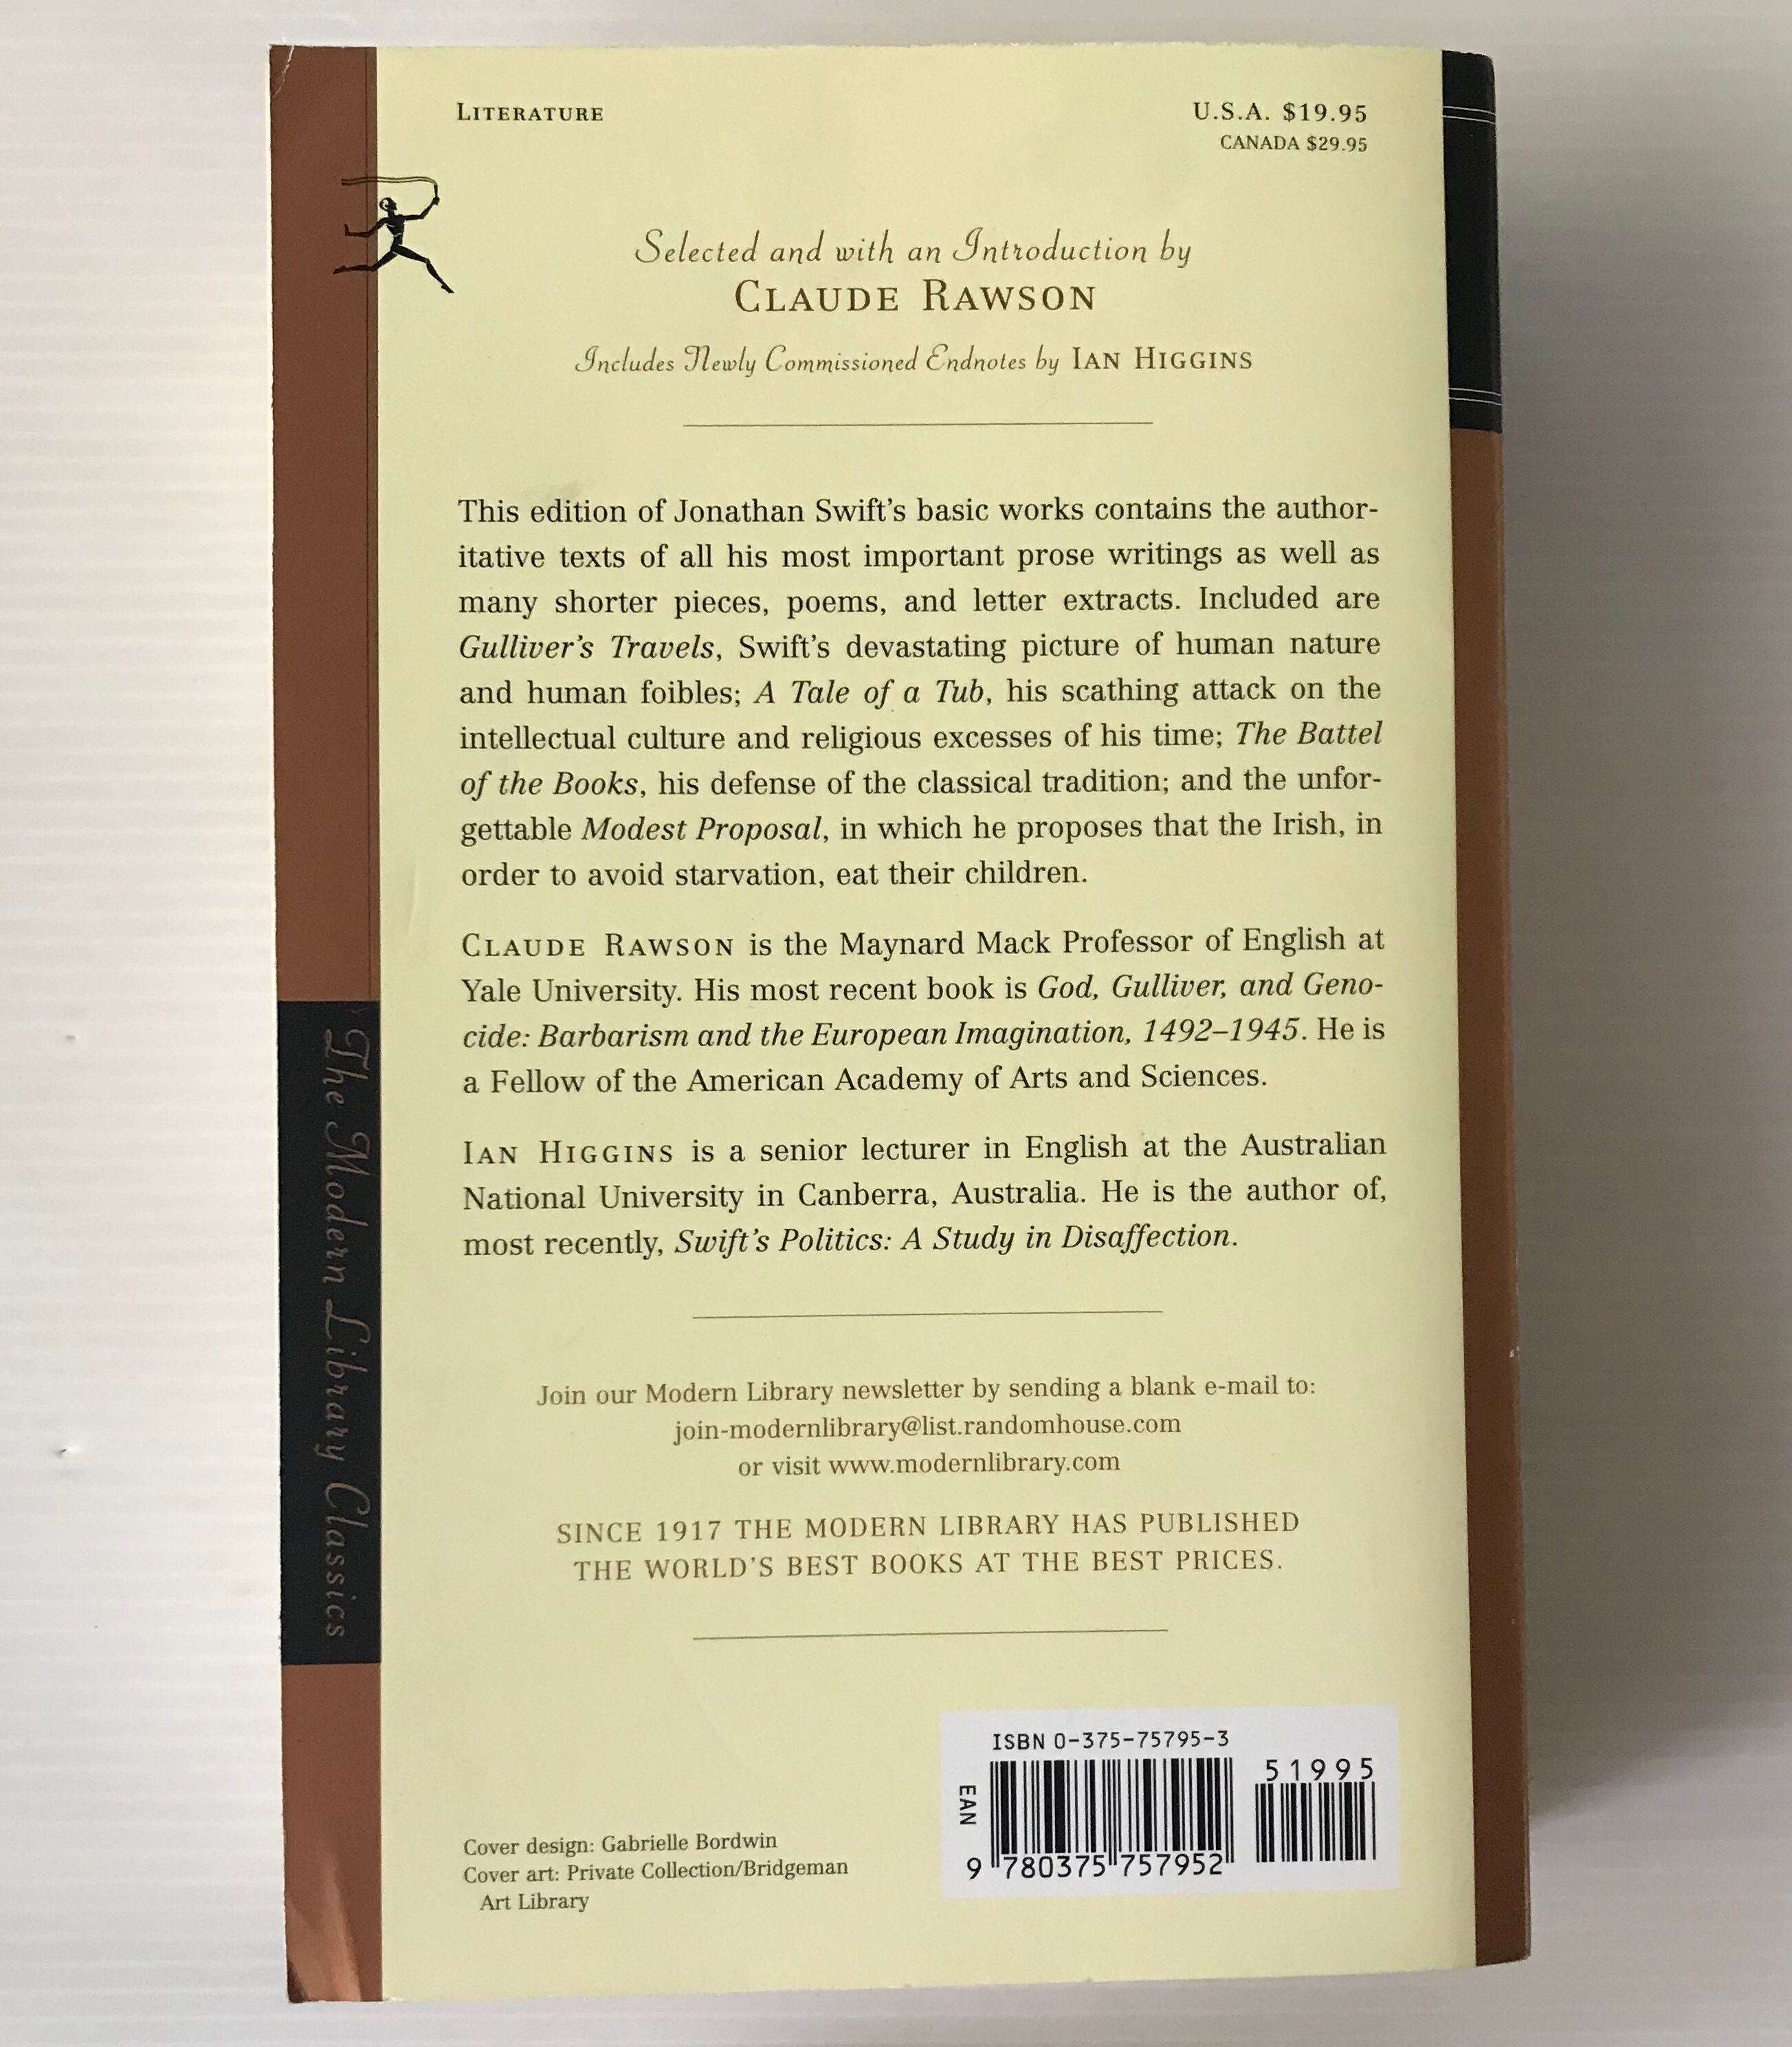 LITERATURE
U.S.A. $19.95
CANADA $29.95
Selected and with an Introduction by
CLAUDE RAWSON
Includes Newly Commissioned Endnotes by IAN HIGGINS
This edition of Jonathan Swift's basic works contains the author-
itative texts of all his most important prose writings as well as
many shorter pieces, poems, and letter extracts. Included are
Gulliver's Travels, Swift's devastating picture of human nature
and human foibles; A Tale of a Tub, his scathing attack on the
intellectual culture and religious excesses of his time; The Battel
of the Books, his defense of the classical tradition; and the unfor-
gettable Modest Proposal, in which he proposes that the Irish, in
order to avoid starvation, eat their children.
CLAUDE RAWSON is the Maynard Mack Professor of English at
Yale University. His most recent book is God, Gulliver, and Geno-
cide: Barbarism and the European Imagination, 1492–1945. He is
a Fellow of the American Academy of Arts and Sciences.
IAN HIGGINS is a senior lecturer in English at the Australian
National University in Canberra, Australia. He is the author of,
most recently, Swift's Politics: A Study in Disaffection.
Join our Modern Library newsletter by sending a blank e-mail to:
join-modernlibrary@list.randomhouse.com
or visit www.modernlibrary.com
SINCE 1917 THE MODERN LIBRARY HAS PUBLISHED
THE WORLD'S BEST BOOKS AT THE BEST PRICES.
The Modern Library Classics
ISBN 0-375-75795-3
51995
EAN
9 780375 757952
Cover design: Gabrielle Bordwin
Cover art: Private Collection/Bridgeman
Art Library